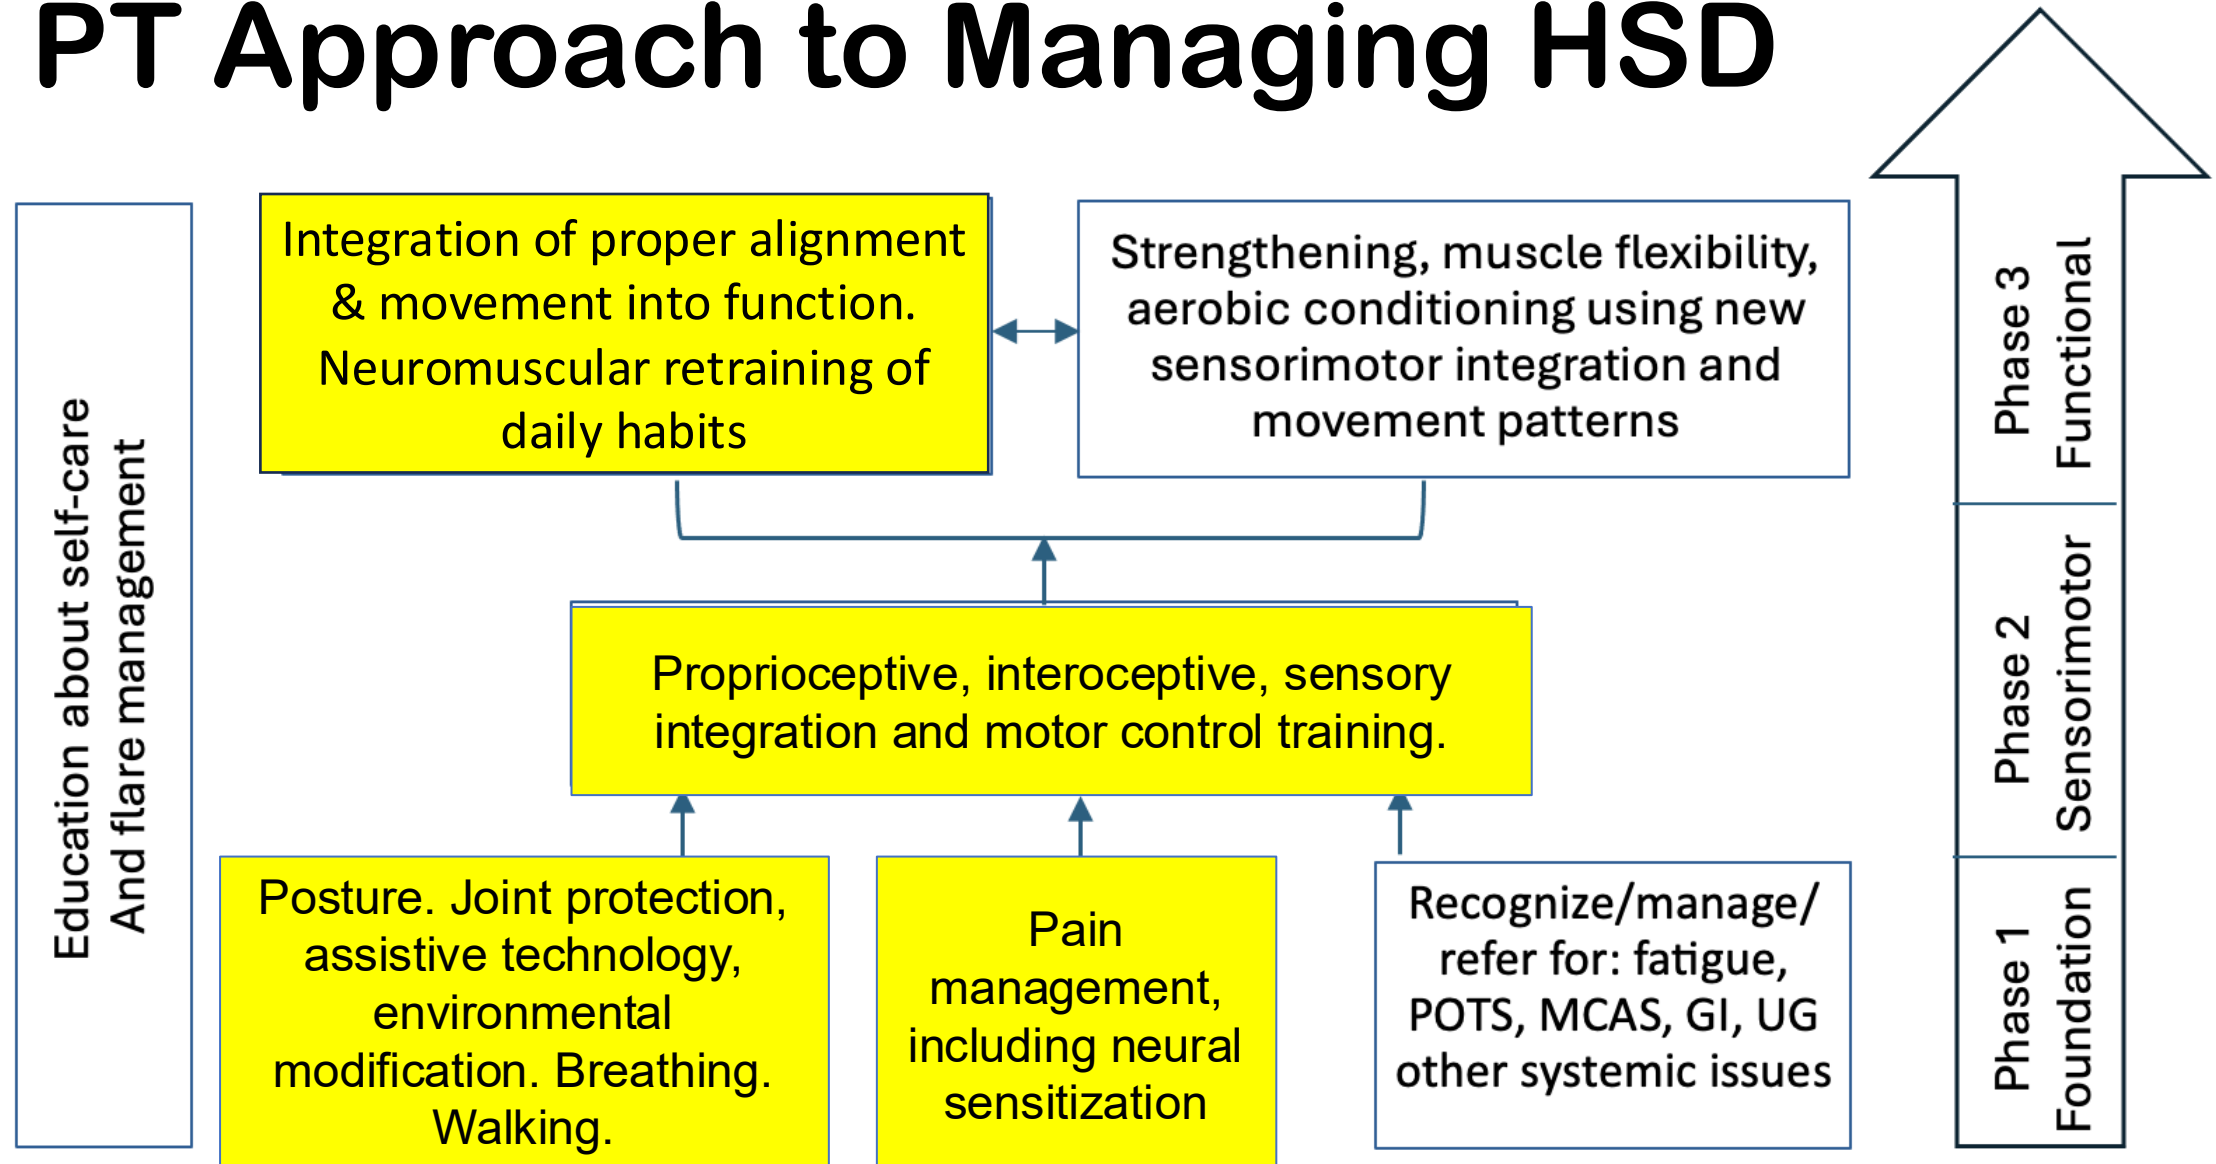 PT Approach to Managing HSD
Education about self-care
And flare management
Integration of proper alignment
& movement into function.
Neuromuscular retraining of
daily habits
Strengthening, muscle flexibility,
aerobic conditioning using new
sensorimotor integration and
movement patterns
Phase 3
Functional
Proprioceptive, interoceptive, sensory
integration and motor control training.
Phase 2
Sensorimotor
Posture. Joint protection,
assistive technology,
environmental
modification. Breathing.
Walking.
Pain
management,
including neural
sensitization
Recognize/manage/
refer for: fatigue,
POTS, MCAS, GI, UG
other systemic issues
Phase 1
Foundation